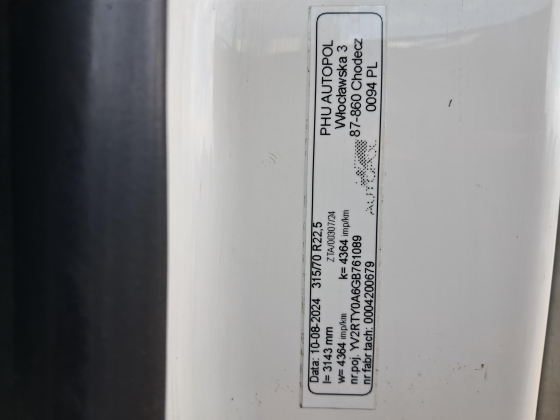 Data: 10-08-2024 315/70 R22,5
l= 3143 mm ZTA/00307/24
w= 4364 imp/km k= 4364 imp/km
nr.poj. YV2RTY0A6GB761089
nr fabr tach: 0004200679
PHU AUTOPOL
Włocławska 3
87-860 Chodecz
0094 PL